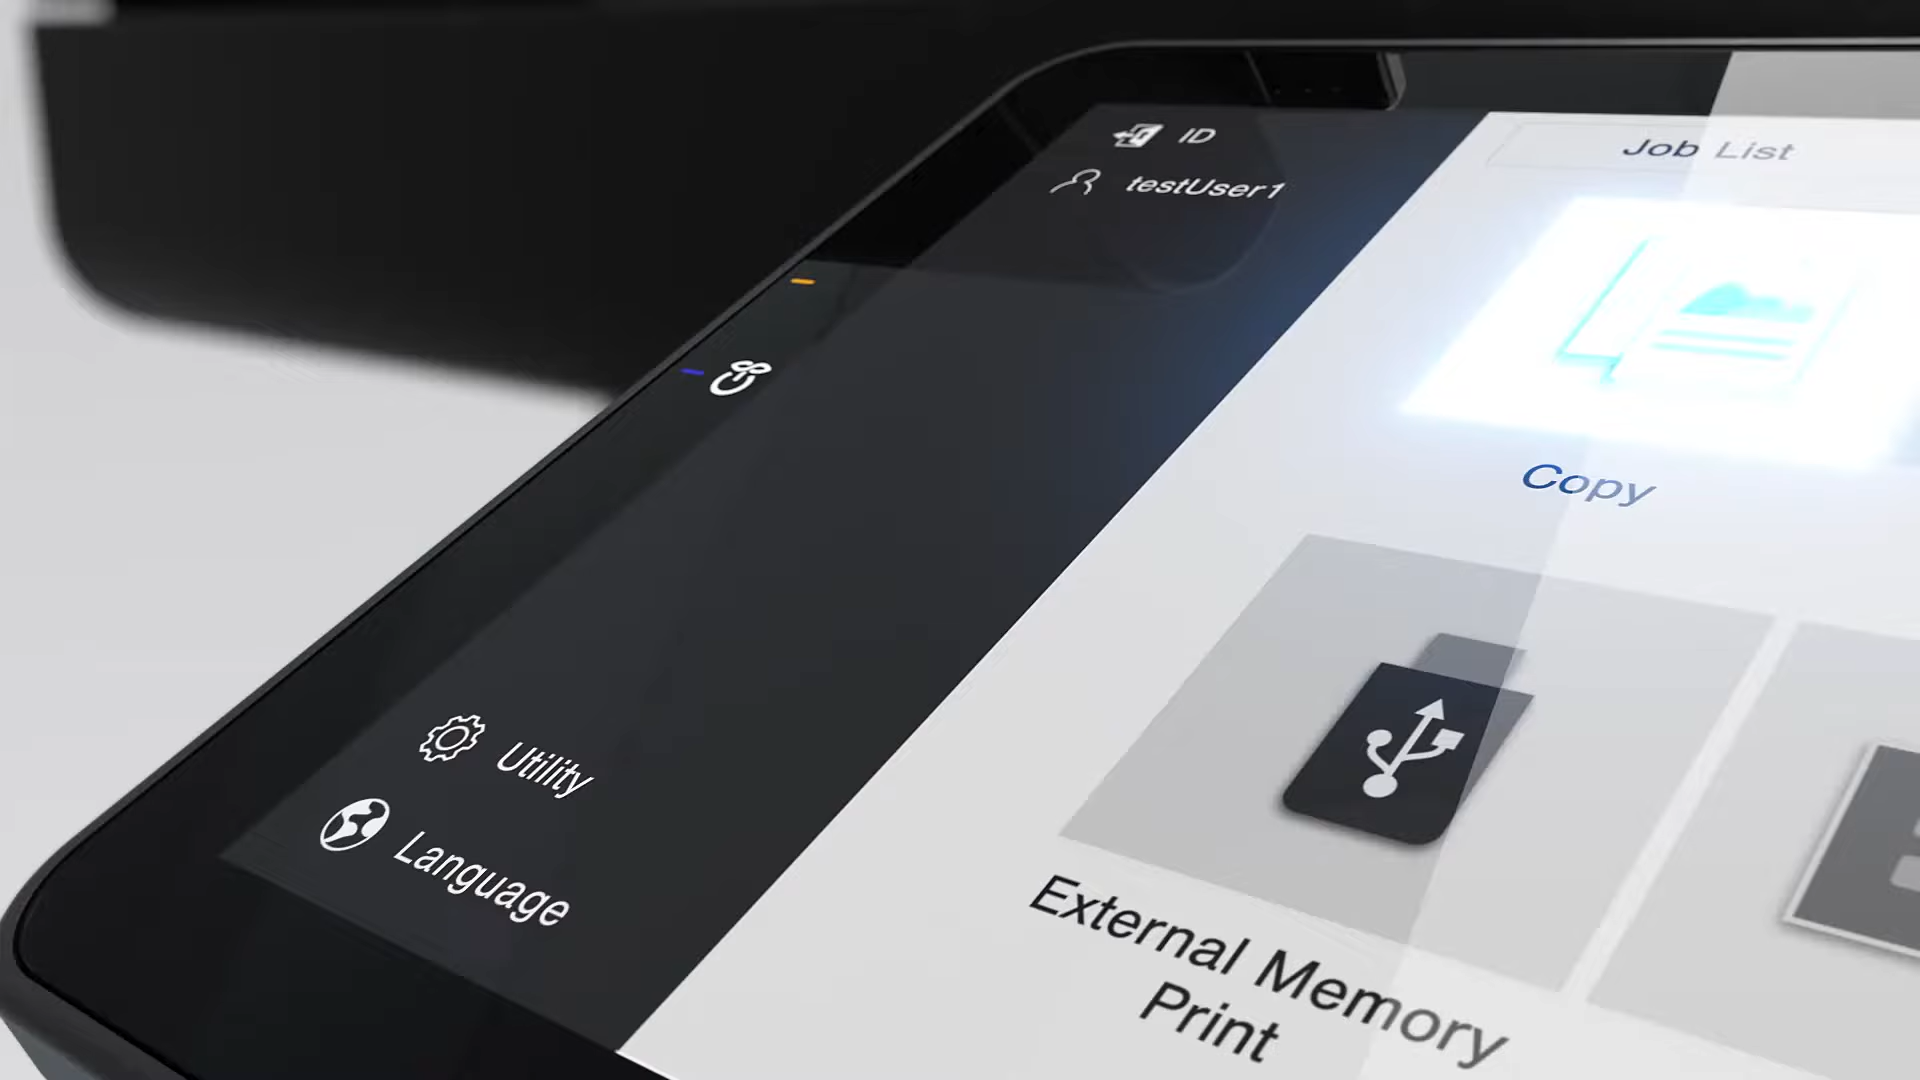 ID
testUser1
Job List
Copy
Utility
Language
External Memory
Print